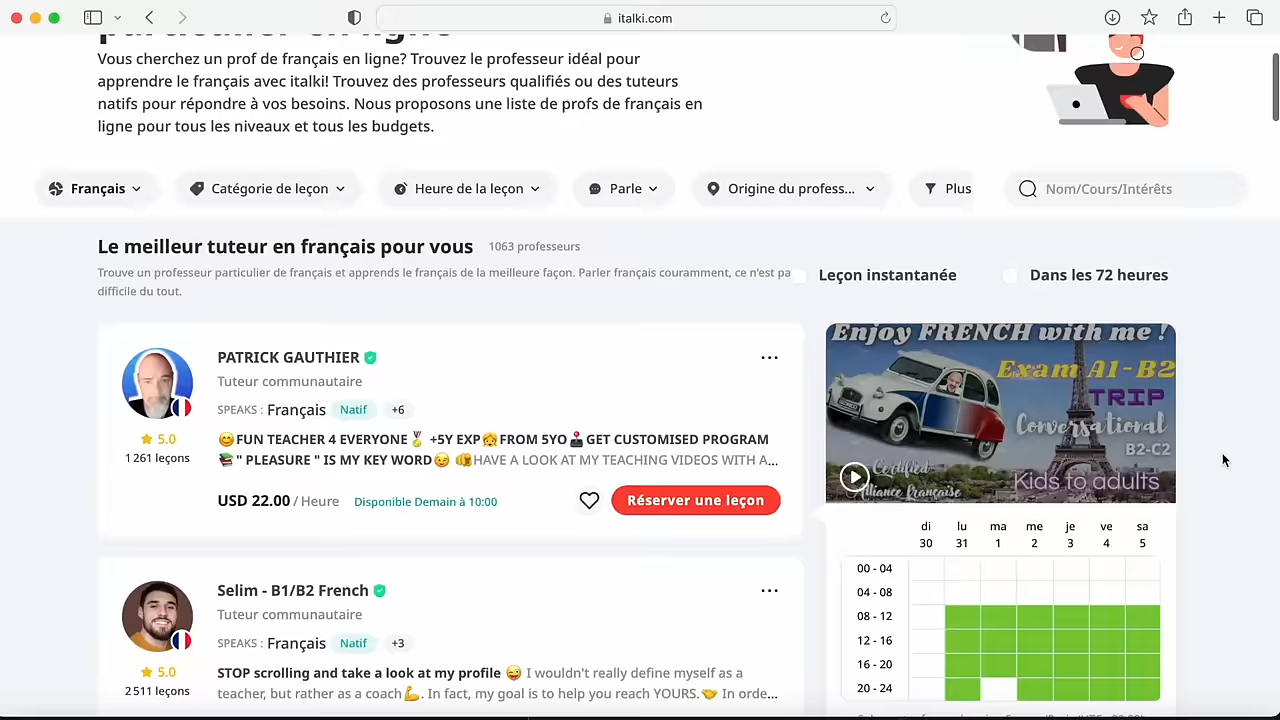 italki.com
particulier en ligne
Vous cherchez un prof de français en ligne? Trouvez le professeur idéal pour
apprendre le français avec italki! Trouvez des professeurs qualifiés ou des tuteurs
natifs pour répondre à vos besoins. Nous proposons une liste de profs de français en
ligne pour tous les niveaux et tous les budgets.
Français
Catégorie de leçon
Heure de la leçon
Parle
Origine du profess...
Plus
Nom/Cours/Intérêts
Le meilleur tuteur en français pour vous 1063 professeurs
Trouve un professeur particulier de français et apprends le français de la meilleure façon. Parler français couramment, ce n'est pa
difficile du tout.
Leçon instantanée
Dans les 72 heures
PATRICK GAUTHIER
Tuteur communautaire
SPEAKS : Français Natif +6
5.0
1 261 leçons
😊FUN TEACHER 4 EVERYONE🏅 +5Y EXP👧FROM 5YO🕹️GET CUSTOMISED PROGRAM
📚" PLEASURE " IS MY KEY WORD😉 👍HAVE A LOOK AT MY TEACHING VIDEOS WITH A...
USD 22.00 / Heure Disponible Demain à 10:00
Réserver une leçon
Enjoy FRENCH with me !
Exam A1-B2
TRIP
Conversational
B2-C2
Certified
Alliance Française
Kids to adults
di lu ma me je ve sa
30 31 1 2 3 4 5
00 - 04
04 - 08
08 - 12
12 - 16
16 - 20
20 - 24
Selim - B1/B2 French
Tuteur communautaire
SPEAKS : Français Natif +3
5.0
2 511 leçons
STOP scrolling and take a look at my profile 😜 I wouldn't really define myself as a
teacher, but rather as a coach💪. In fact, my goal is to help you reach YOURS.🤝 In orde...